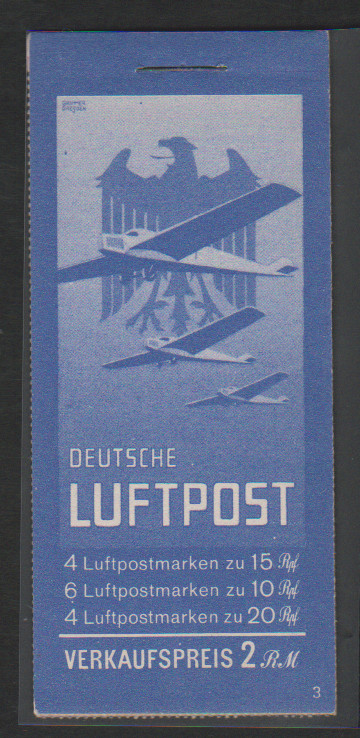 DEUTSCHE
LUFTPOST
4 Luftpostmarken zu 15 Rpf
6 Luftpostmarken zu 10 Rpf
4 Luftpostmarken zu 20 Rpf
VERKAUFSPREIS 2 RM
3